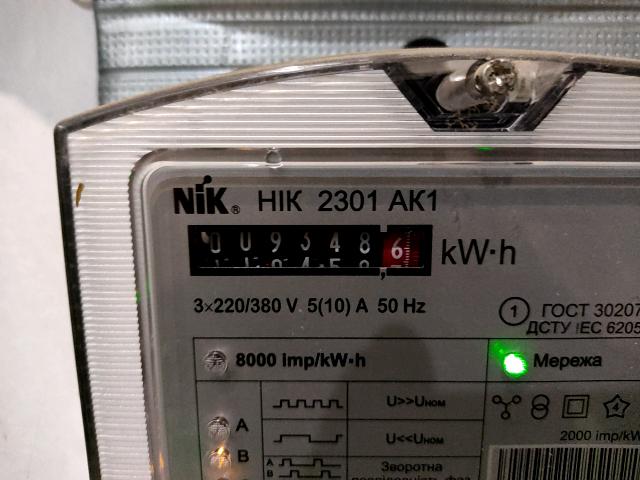 NiK® НІК 2301 АК1
0093486 kW·h
3×220/380 V 5(10) A 50 Hz
1 ГОСТ 30207
ДСТУ IEC 6205
8000 imp/kW·h
Мережа
U>>Uном
A
U<<Uном
B
A
B
Зворотна
4
2000 imp/kW